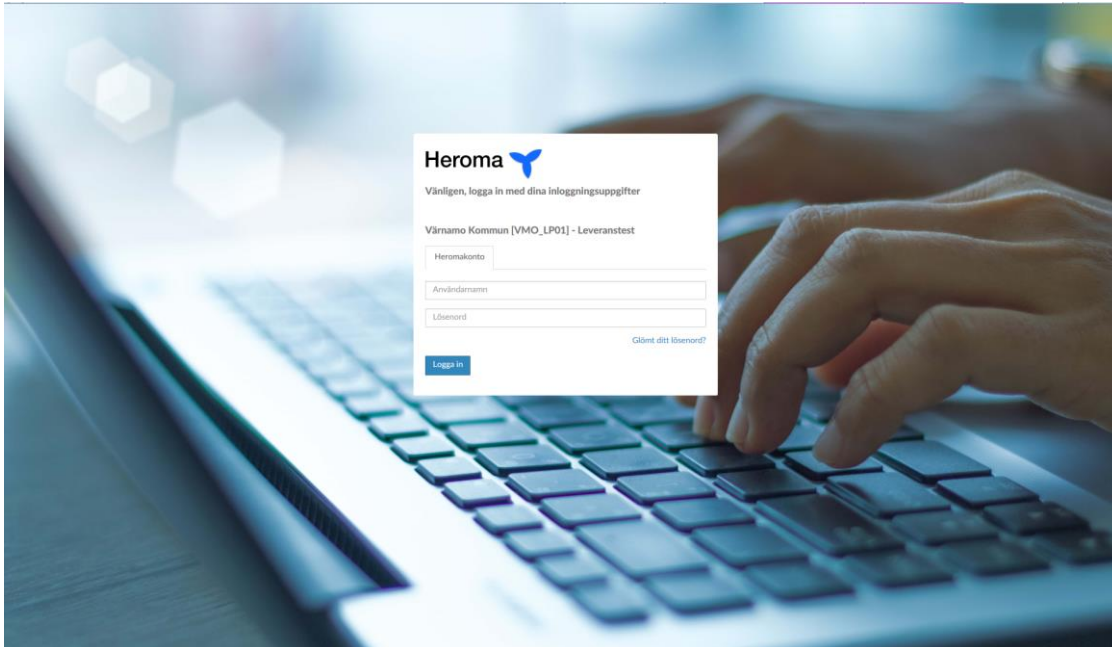 Heroma
Vänligen, logga in med dina inloggningsuppgifter
Värnamo Kommun [VMO_LP01] - Leveranstest
Heromakonto
Användarnamn
Lösenord
Glömt ditt lösenord?
Logga in